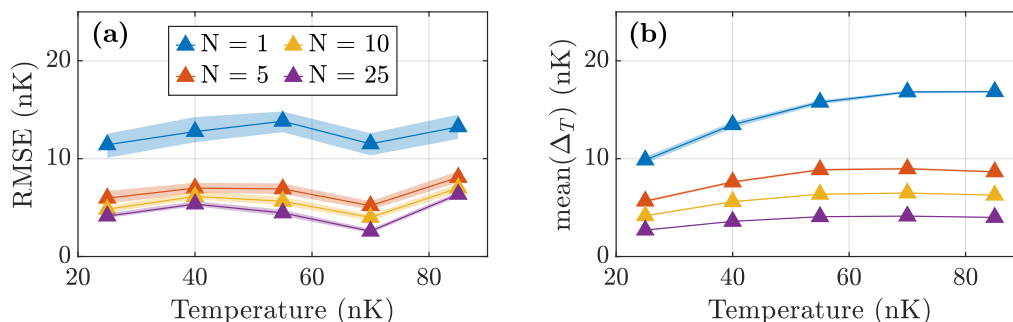 (a)
N = 1 N = 10
N = 5 N = 25
RMSE (nK)
20
10
0
20 40 60 80
Temperature (nK)
(b)
mean(Δ_T) (nK)
20
10
0
20 40 60 80
Temperature (nK)